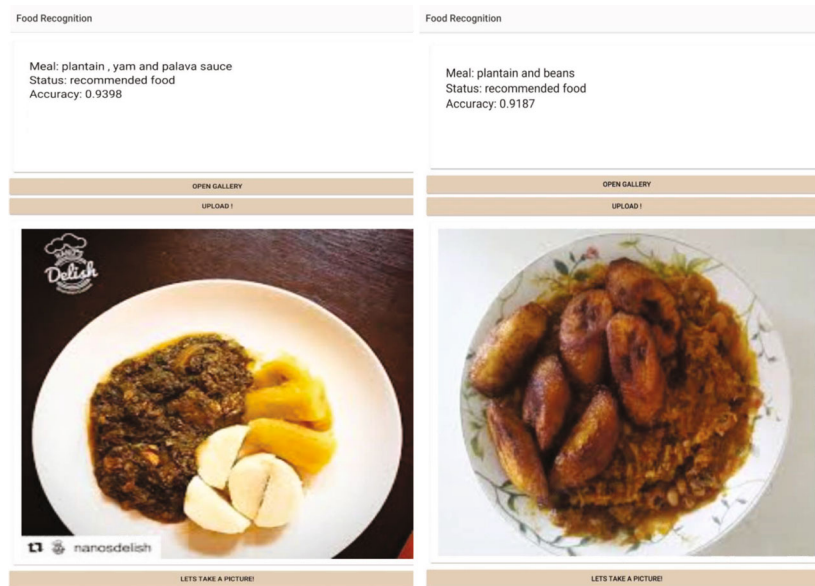 Food Recognition
Meal: plantain , yam and palava sauce
Status: recommended food
Accuracy: 0.9398
OPEN GALLERY
UPLOAD !
Delish
nanosdelish
LETS TAKE A PICTURE!
Food Recognition
Meal: plantain and beans
Status: recommended food
Accuracy: 0.9187
OPEN GALLERY
UPLOAD !
LETS TAKE A PICTURE!